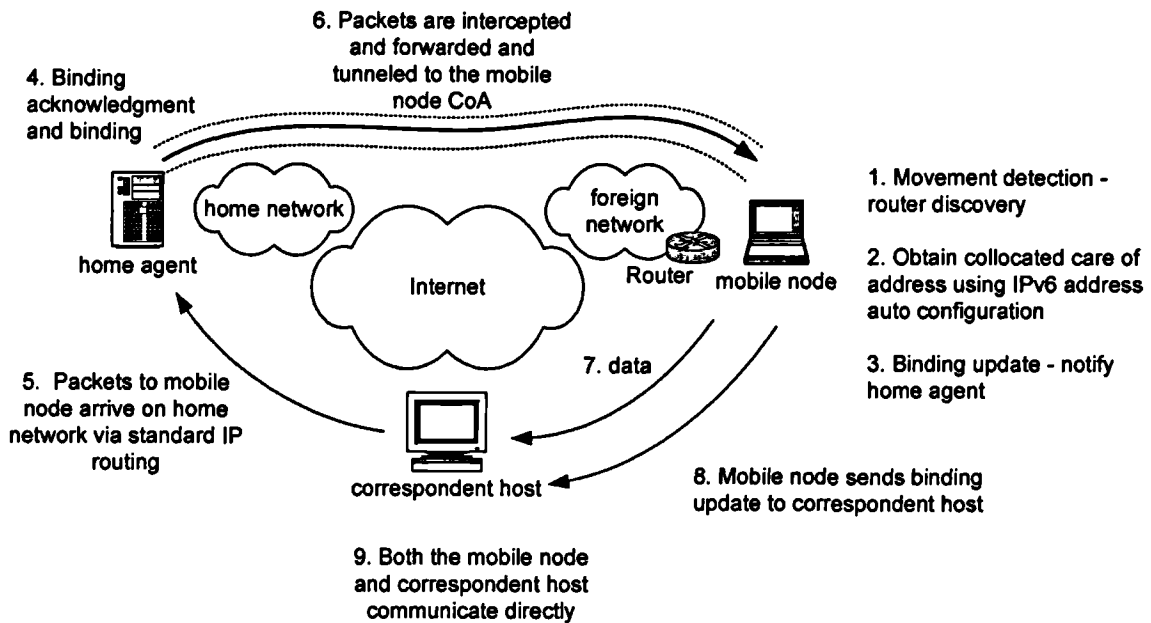 6. Packets are intercepted
and forwarded and
tunneled to the mobile
node CoA
4. Binding
acknowledgment
and binding
home network
foreign
network
home agent
Internet
Router
mobile node
1. Movement detection -
router discovery
2. Obtain collocated care of
address using IPv6 address
auto configuration
3. Binding update - notify
home agent
7. data
5. Packets to mobile
node arrive on home
network via standard IP
routing
correspondent host
8. Mobile node sends binding
update to correspondent host
9. Both the mobile node
and correspondent host
communicate directly